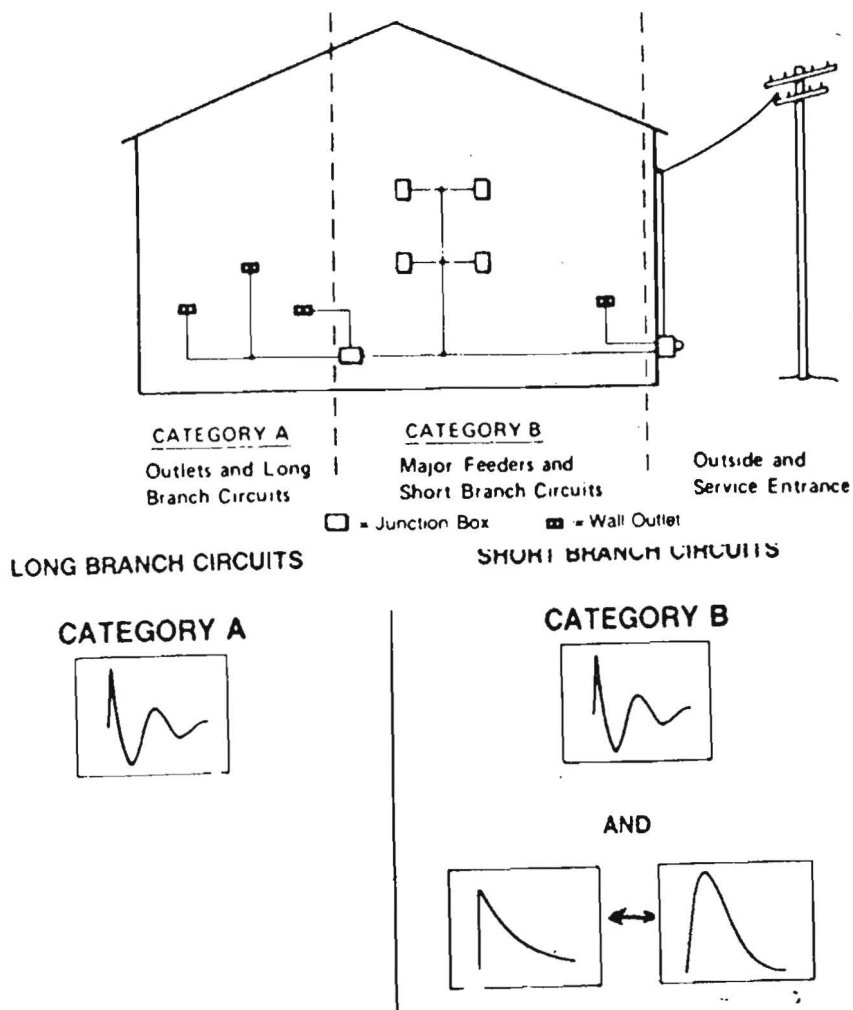 CATEGORY A
Outlets and Long
Branch Circuits
CATEGORY B
Major Feeders and
Short Branch Circuits
Outside and
Service Entrance
= Junction Box
= Wall Outlet
LONG BRANCH CIRCUITS
SHORT BRANCH CIRCUITS
CATEGORY A
CATEGORY B
AND